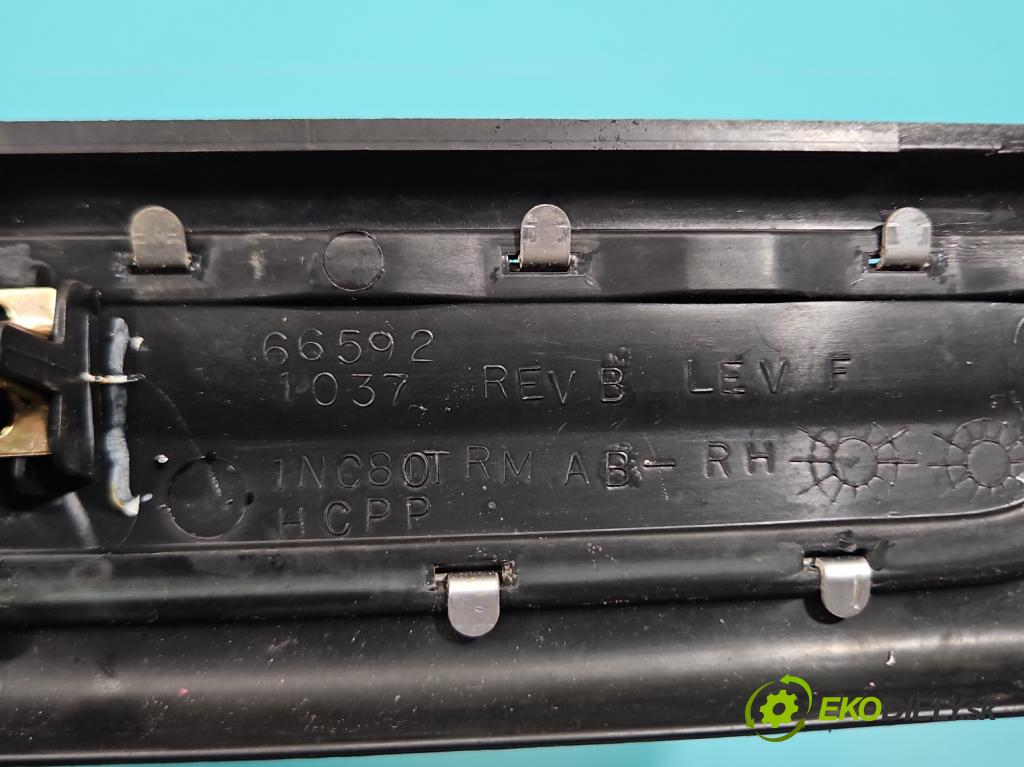 66592
1037 REV B LEV F
1NC80TRM AB-RH
HCPP
EKODIELY.sk